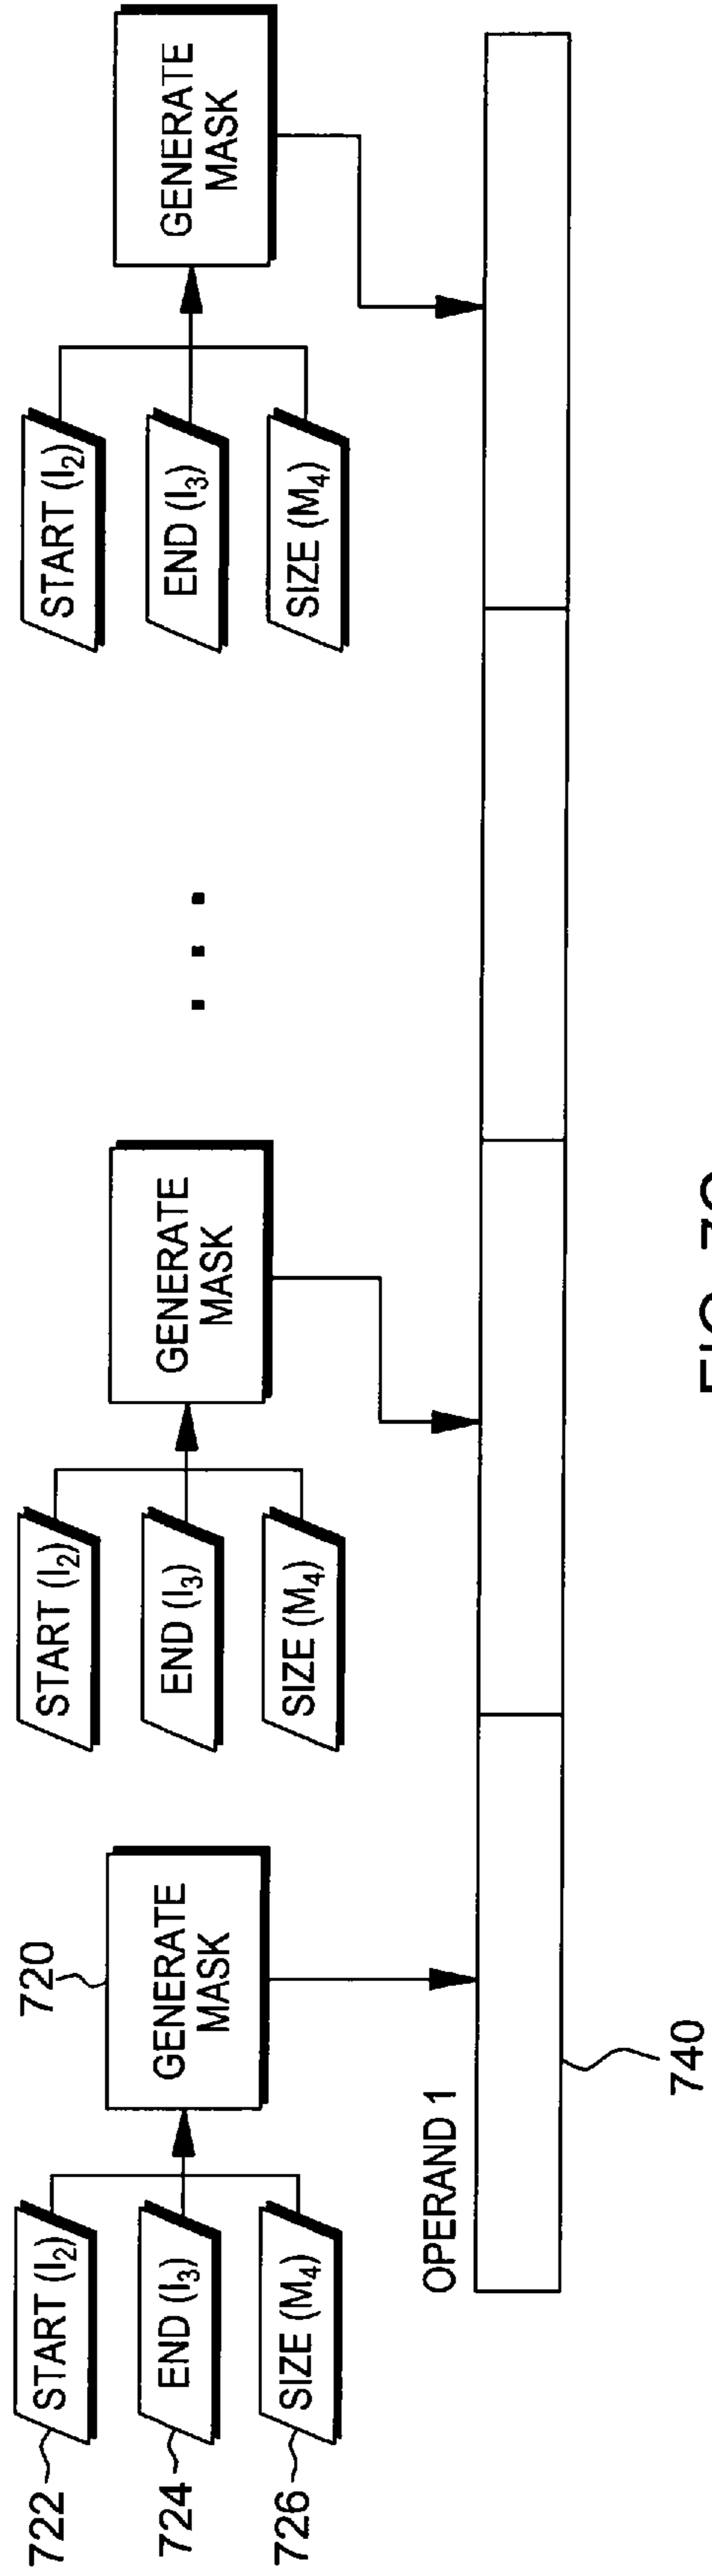 722
START (I₂)
724
END (I₃)
726
SIZE (M₄)
720
GENERATE
MASK
START (I₂)
END (I₃)
SIZE (M₄)
GENERATE
MASK
. . .
START (I₂)
END (I₃)
SIZE (M₄)
GENERATE
MASK
OPERAND 1
740